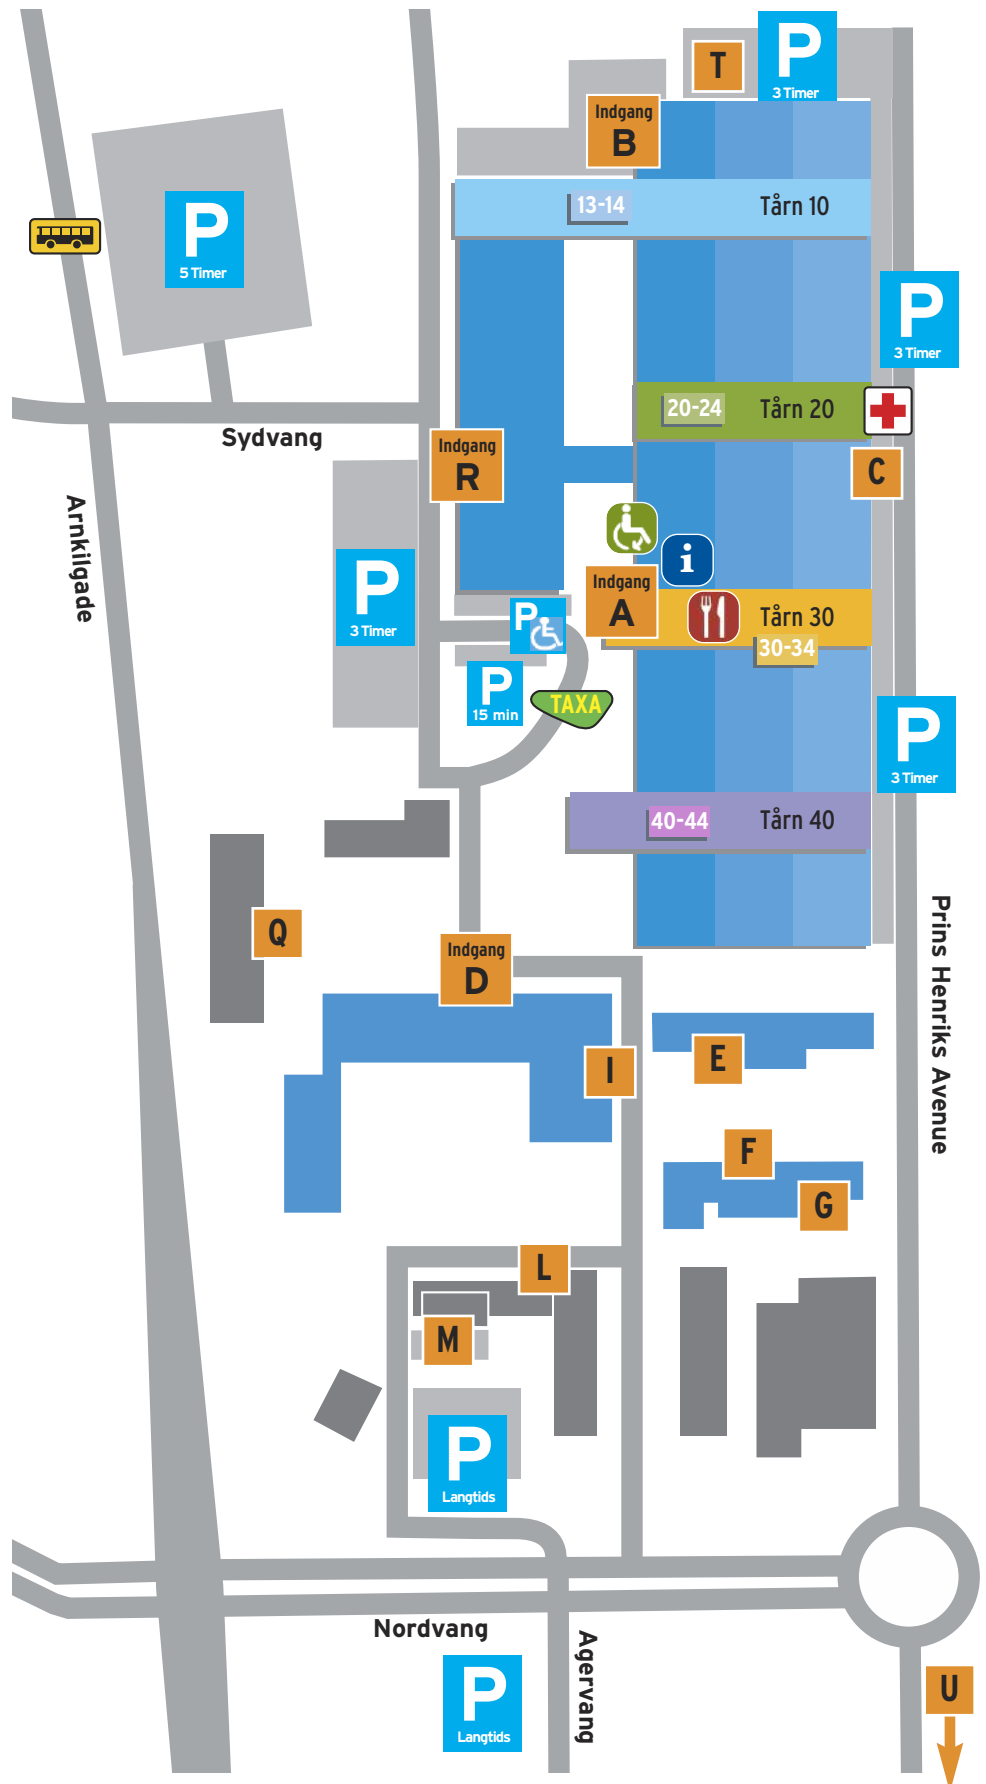 T
P
3 Timer
Indgang
B
13-14
Tårn 10
P
5 Timer
P
3 Timer
20-24
Tårn 20
Sydvang
Indgang
R
C
Arnkilgade
i
P
3 Timer
Indgang
A
Tårn 30
30-34
P
P
15 min
TAXA
P
3 Timer
40-44
Tårn 40
Q
Indgang
D
Prins Henriks Avenue
I
E
F
G
L
M
P
Langtids
Nordvang
Agervang
P
Langtids
U